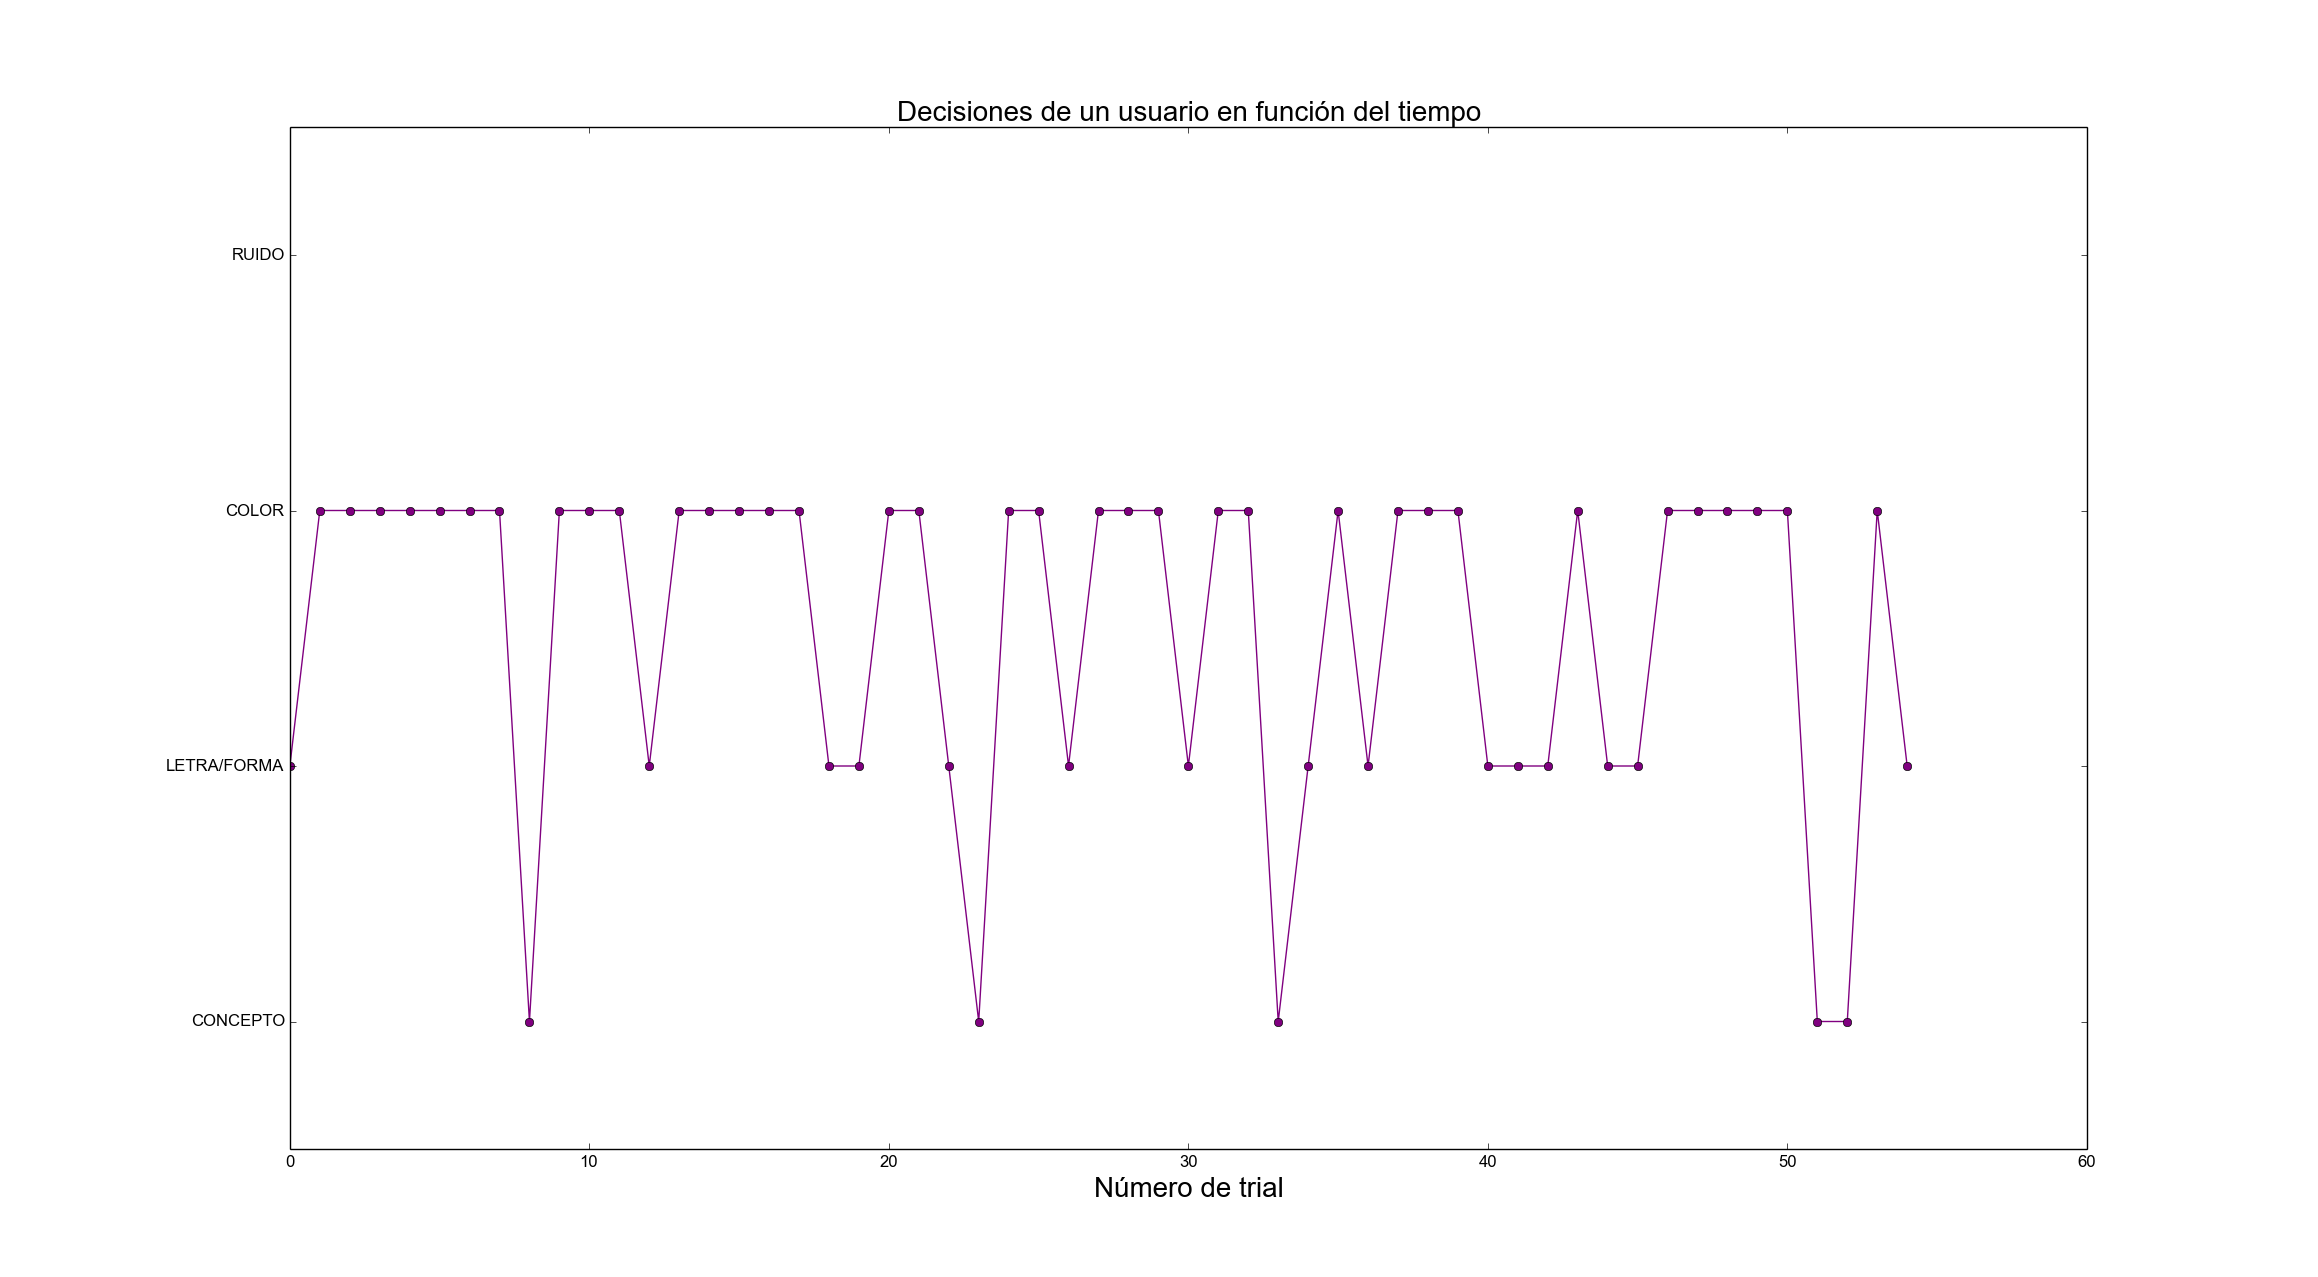 Decisiones de un usuario en función del tiempo
RUIDO
COLOR
LETRA/FORMA
CONCEPTO
0 10 20 30 40 50 60
Número de trial